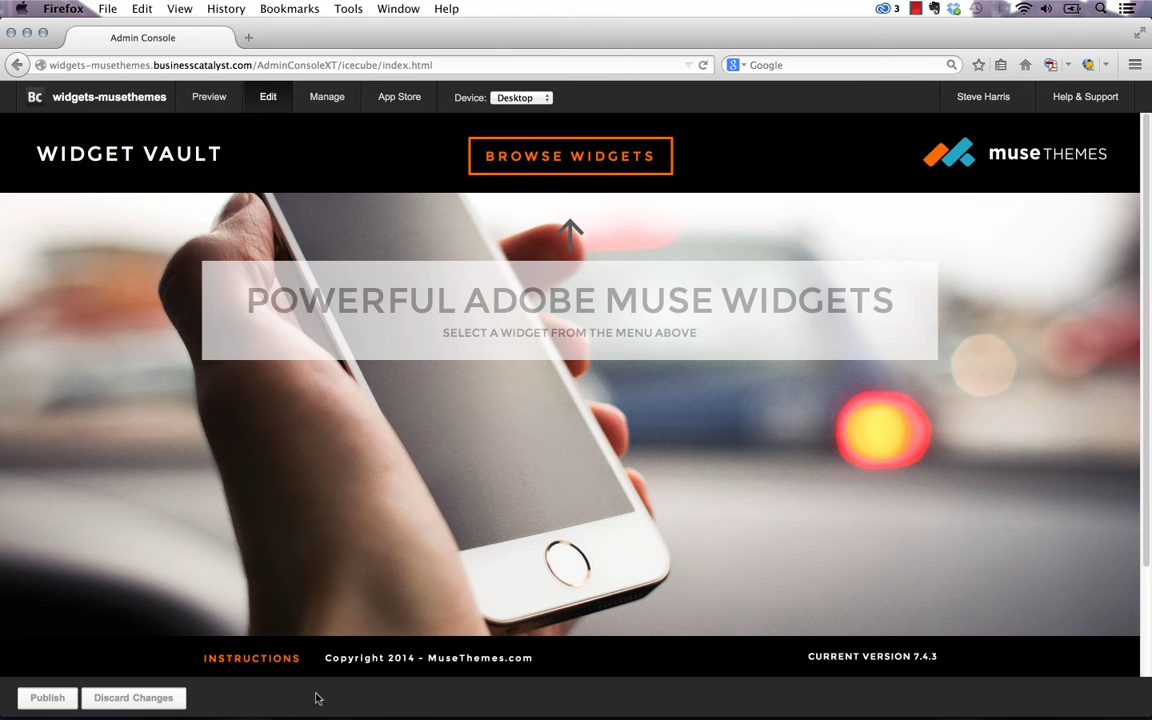 Firefox File Edit View History Bookmarks Tools Window Help 3
Admin Console
widgets-musethemes.businesscatalyst.com/AdminConsoleXT/icecube/index.html
Google
Bc widgets-musethemes Preview Edit Manage App Store Device: Desktop Steve Harris Help & Support
WIDGET VAULT BROWSE WIDGETS museTHEMES
POWERFUL ADOBE MUSE WIDGETS
SELECT A WIDGET FROM THE MENU ABOVE
INSTRUCTIONS Copyright 2014 - MuseThemes.com CURRENT VERSION 7.4.3
Publish Discard Changes